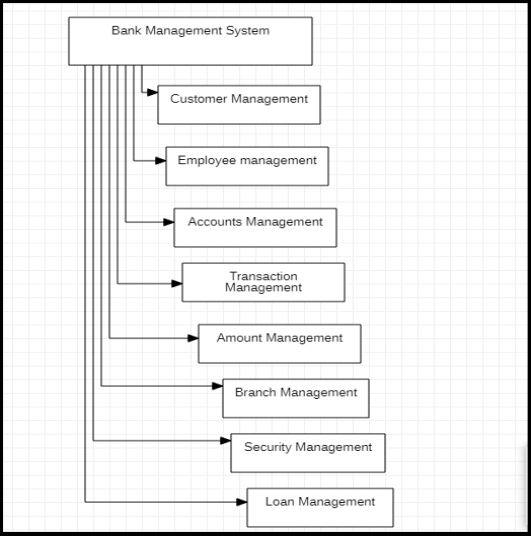 Bank Management System
Customer Management
Employee management
Accounts Management
Transaction
Management
Amount Management
Branch Management
Security Management
Loan Management